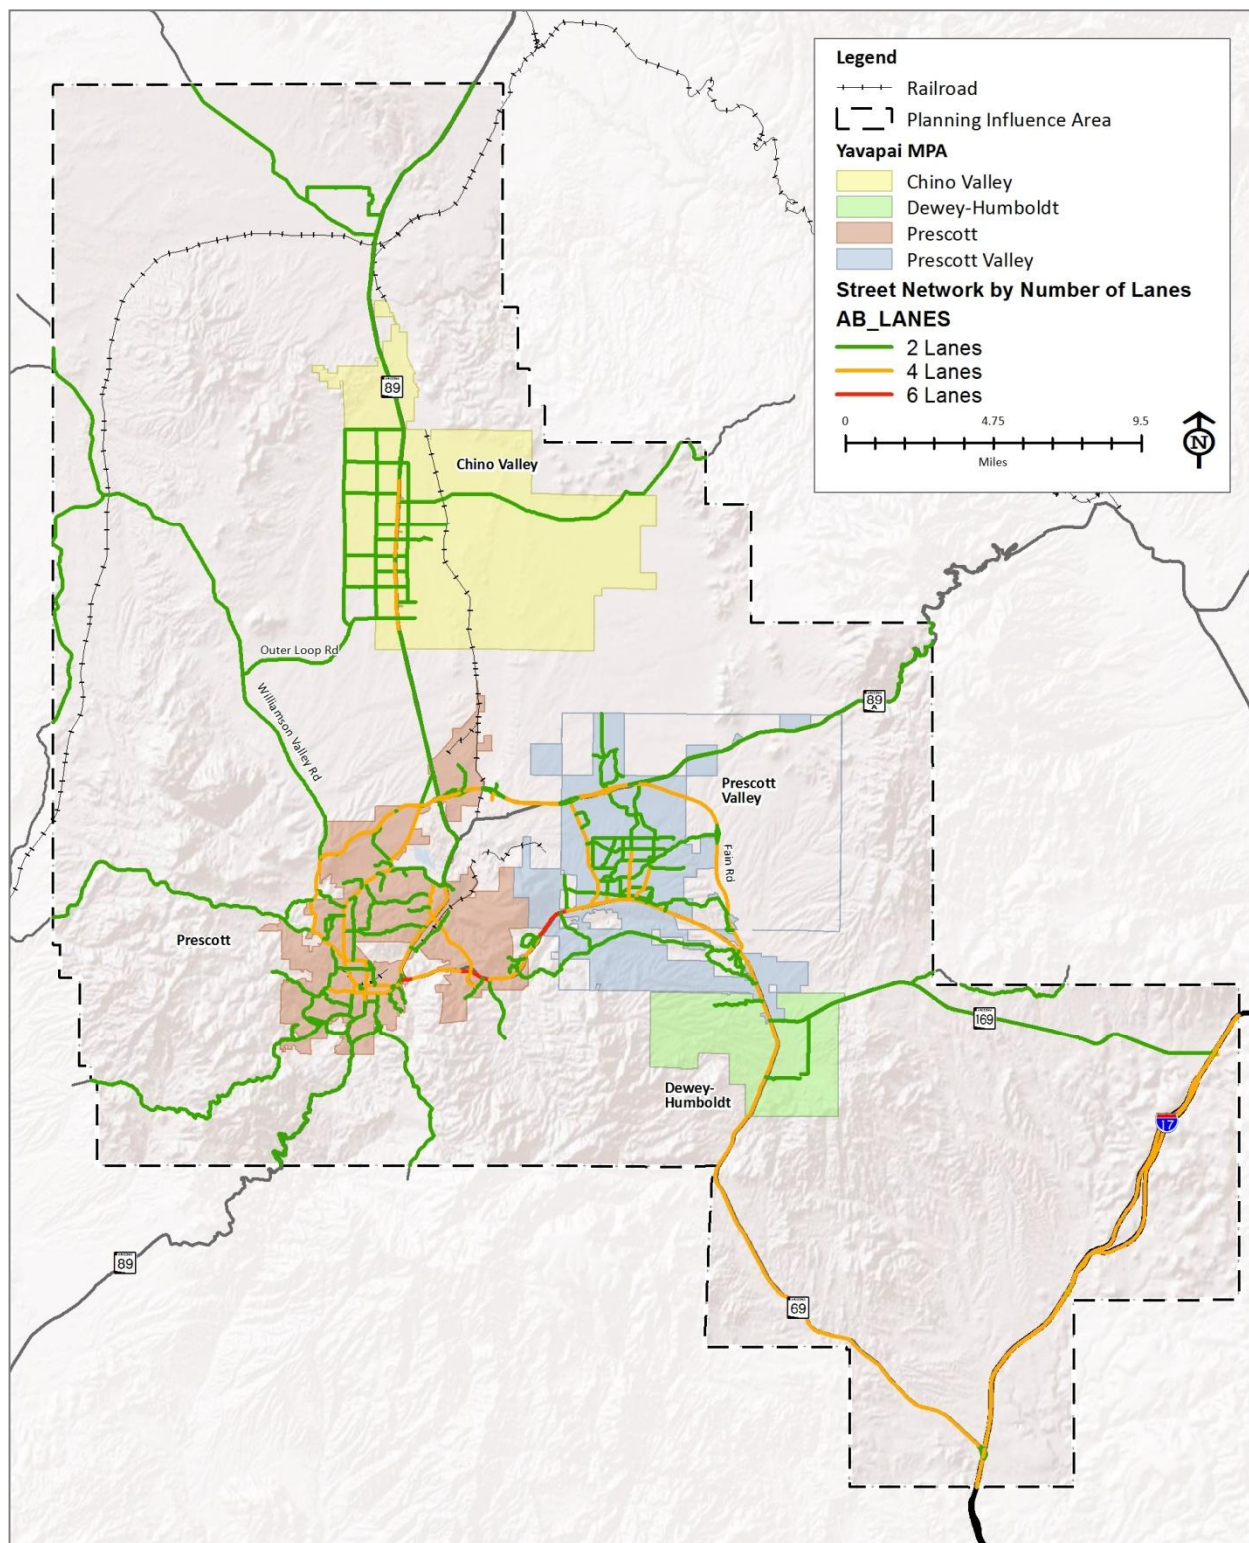 Legend
Railroad
Planning Influence Area
Yavapai MPA
Chino Valley
Dewey-Humboldt
Prescott
Prescott Valley
Street Network by Number of Lanes
AB_LANES
2 Lanes
4 Lanes
6 Lanes
0 4.75 9.5
Miles
N
89
Chino Valley
Outer Loop Rd
Williamson Valley Rd
89
A
Prescott
Valley
Fain Rd
Prescott
169
Dewey-
Humboldt
17
89
69